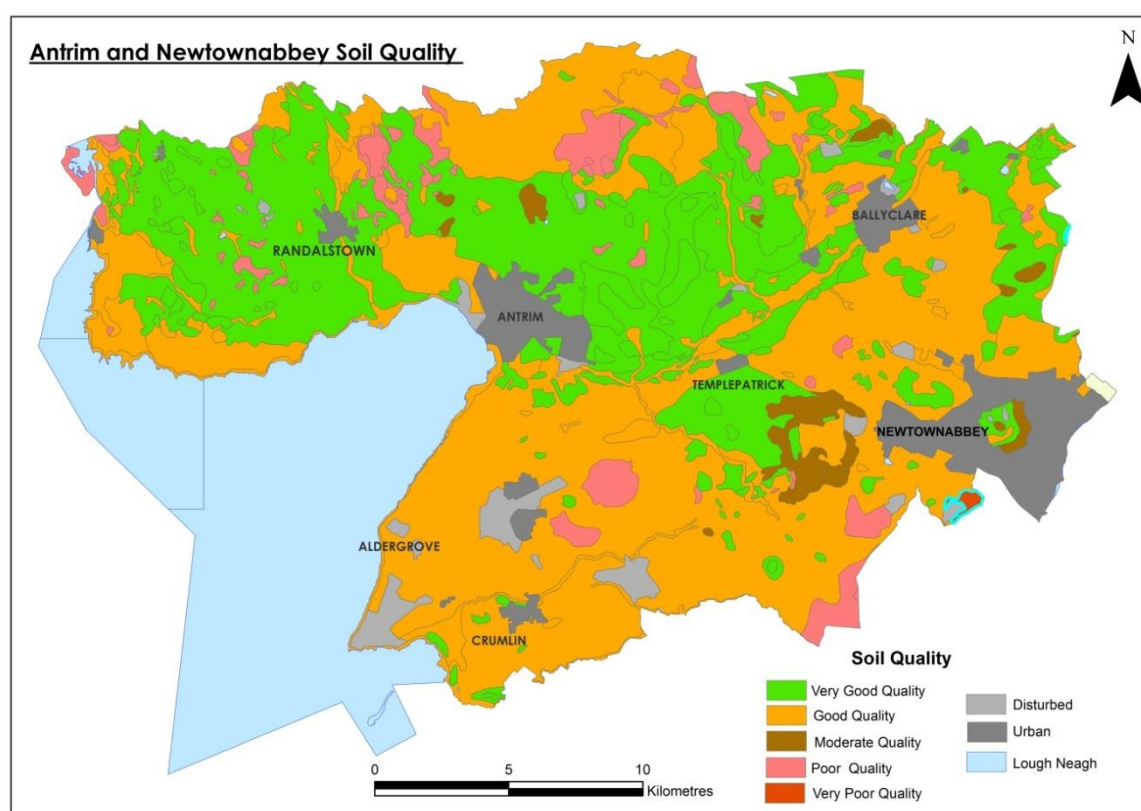 Antrim and Newtownabbey Soil Quality
N
BALLYCLARE
RANDALSTOWN
ANTRIM
TEMPLEPATRICK
NEWTOWNABBEY
ALDERGROVE
CRUMLIN
Soil Quality
Very Good Quality
Good Quality
Moderate Quality
Poor Quality
Very Poor Quality
Disturbed
Urban
Lough Neagh
0 5 10
Kilometres